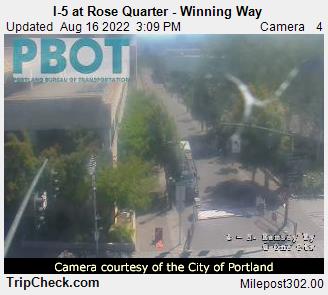 I-5 at Rose Quarter - Winning Way
Updated Aug 16 2022 3:09 PM Camera 4
PBOT
PORTLAND BUREAU OF TRANSPORTATION
PBOT
Camera courtesy of the City of Portland
TripCheck.com Milepost302.00